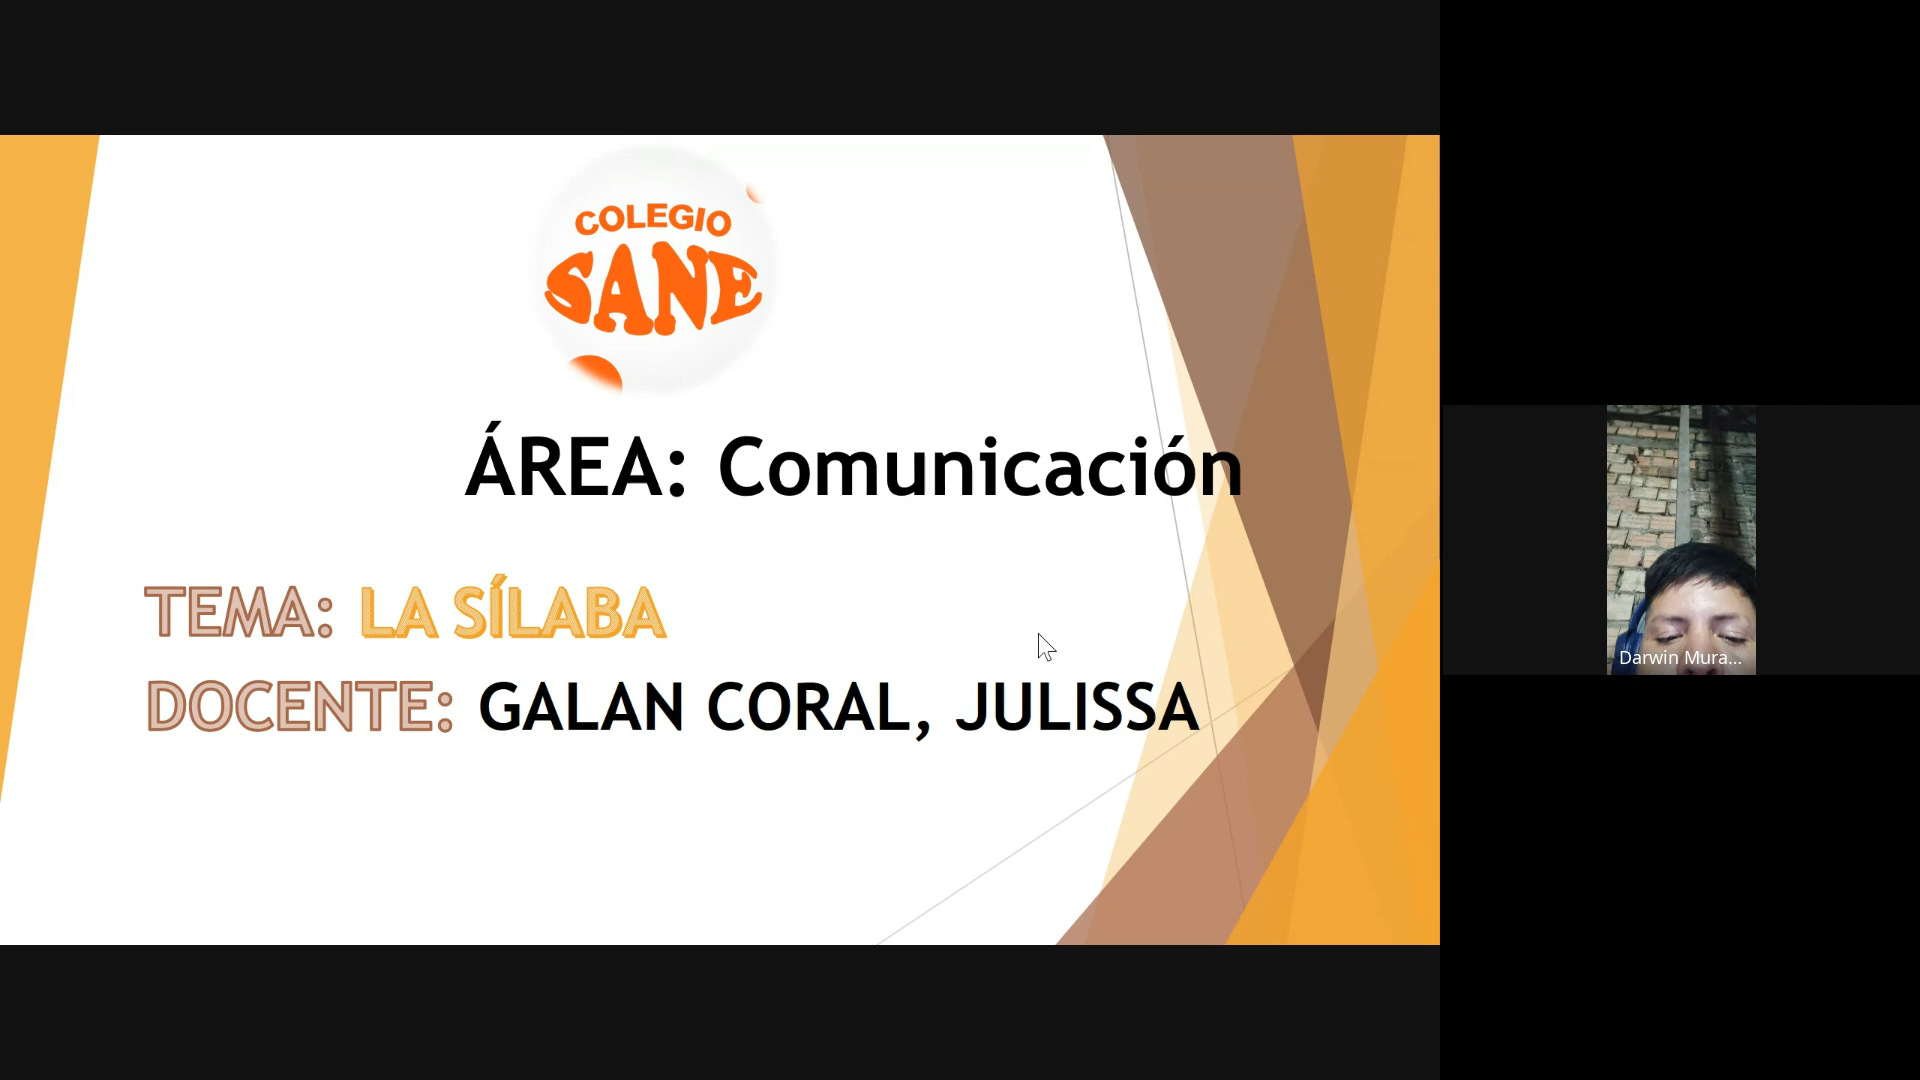 COLEGIO
SANE
ÁREA: Comunicación
TEMA: LA SÍLABA
DOCENTE: GALAN CORAL, JULISSA
Darwin Mura...